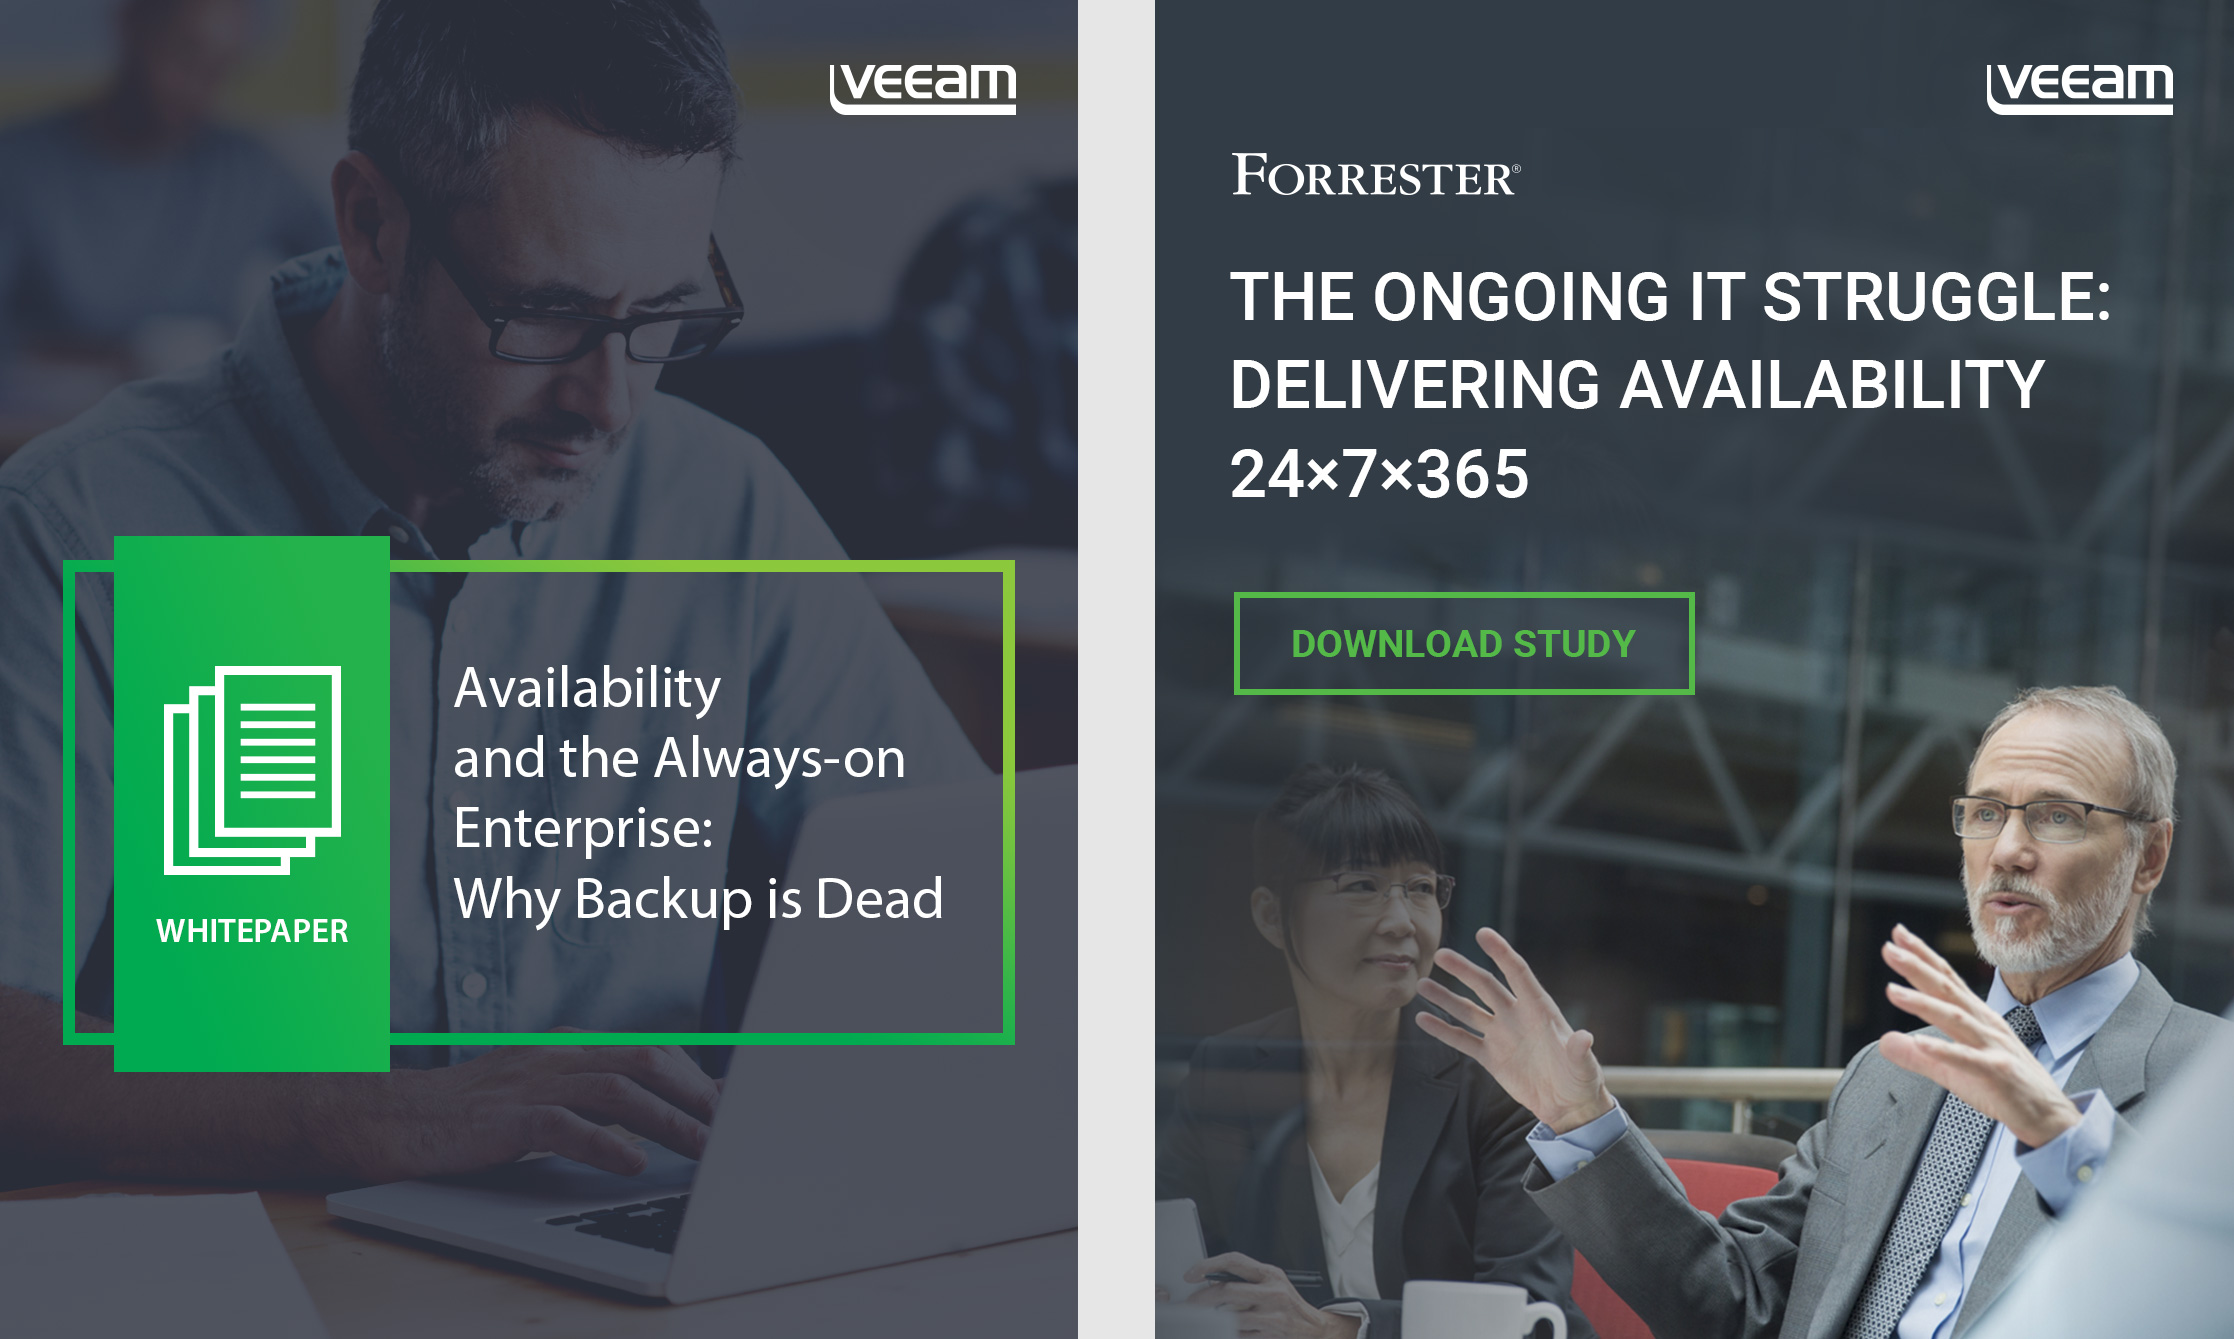 veeam
WHITEPAPER
Availability
and the Always-on
Enterprise:
Why Backup is Dead
veeam
FORRESTER®
THE ONGOING IT STRUGGLE:
DELIVERING AVAILABILITY
24×7×365
DOWNLOAD STUDY